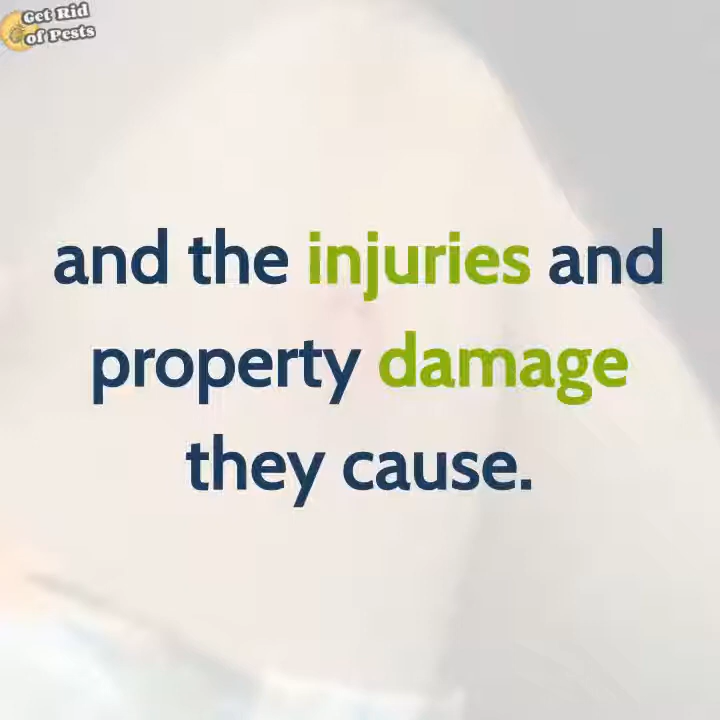 Get Rid
of Pests
and the injuries and
property damage
they cause.